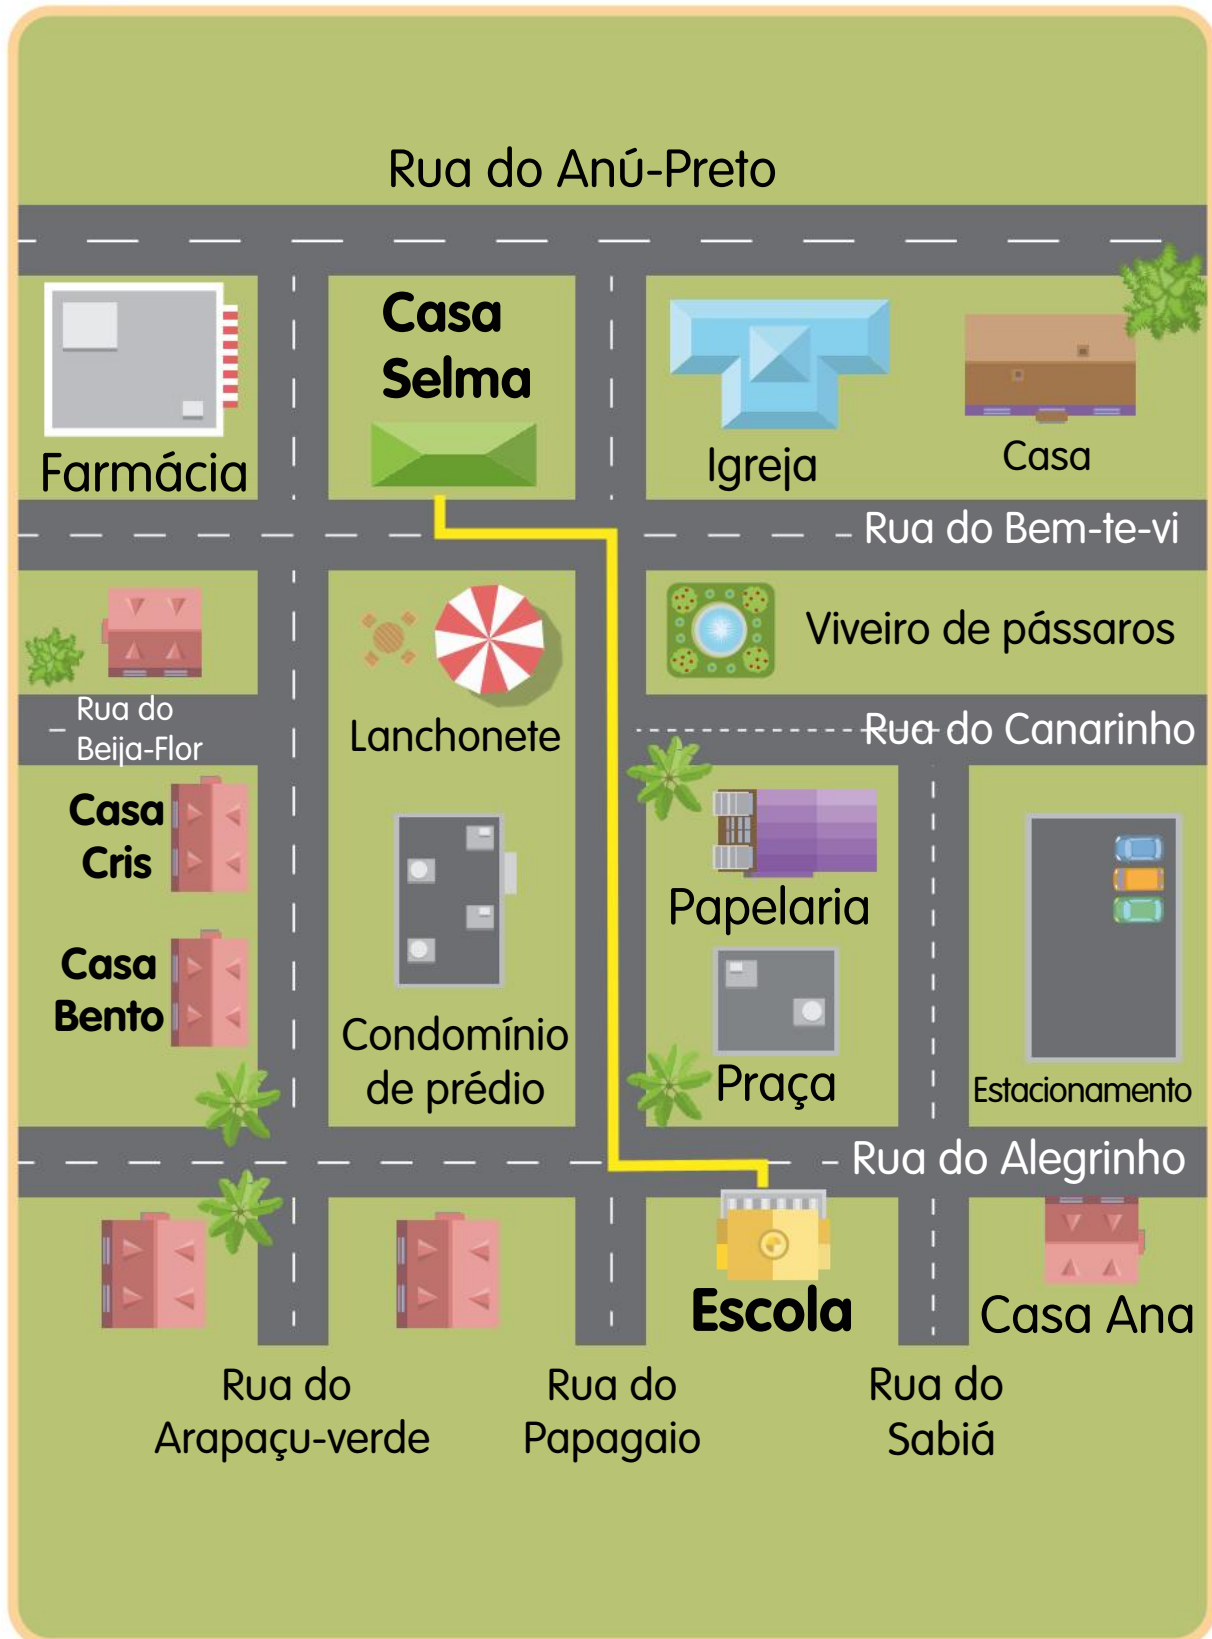 Rua do Anú-Preto
Casa
Selma
Farmácia
Igreja
Casa
Rua do Bem-te-vi
Viveiro de pássaros
Rua do
Beija-Flor
Lanchonete
Rua do Canarinho
Casa
Cris
Papelaria
Casa
Bento
Condomínio
de prédio
Praça
Estacionamento
Rua do Alegrinho
Escola
Casa Ana
Rua do
Arapaçu-verde
Rua do
Papagaio
Rua do
Sabiá